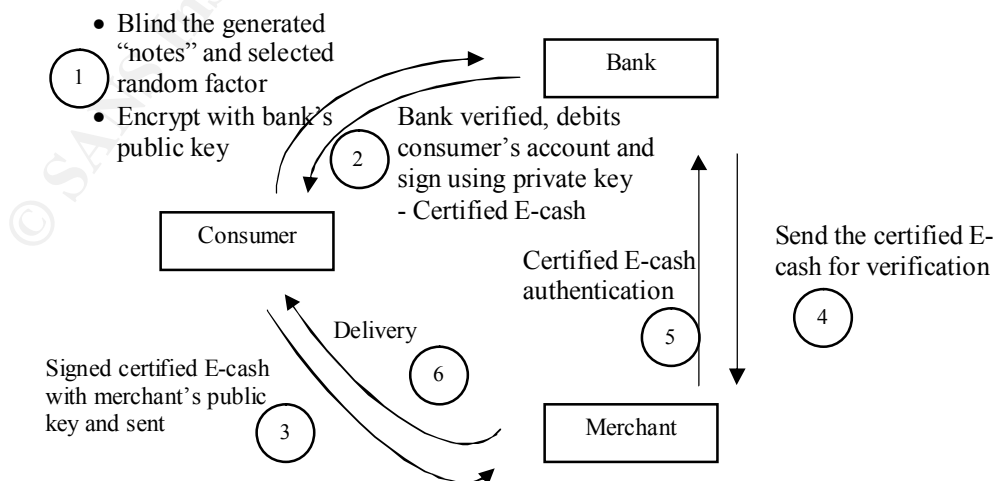 • Blind the generated
“notes” and selected
random factor
• Encrypt with bank’s
public key
1
Bank
2
Bank verified, debits
consumer’s account and
sign using private key
- Certified E-cash
Consumer
Certified E-cash
authentication
5
Send the certified E-
cash for verification
4
Delivery
6
Signed certified E-cash
with merchant’s public
key and sent
3
Merchant
© SANS Ins